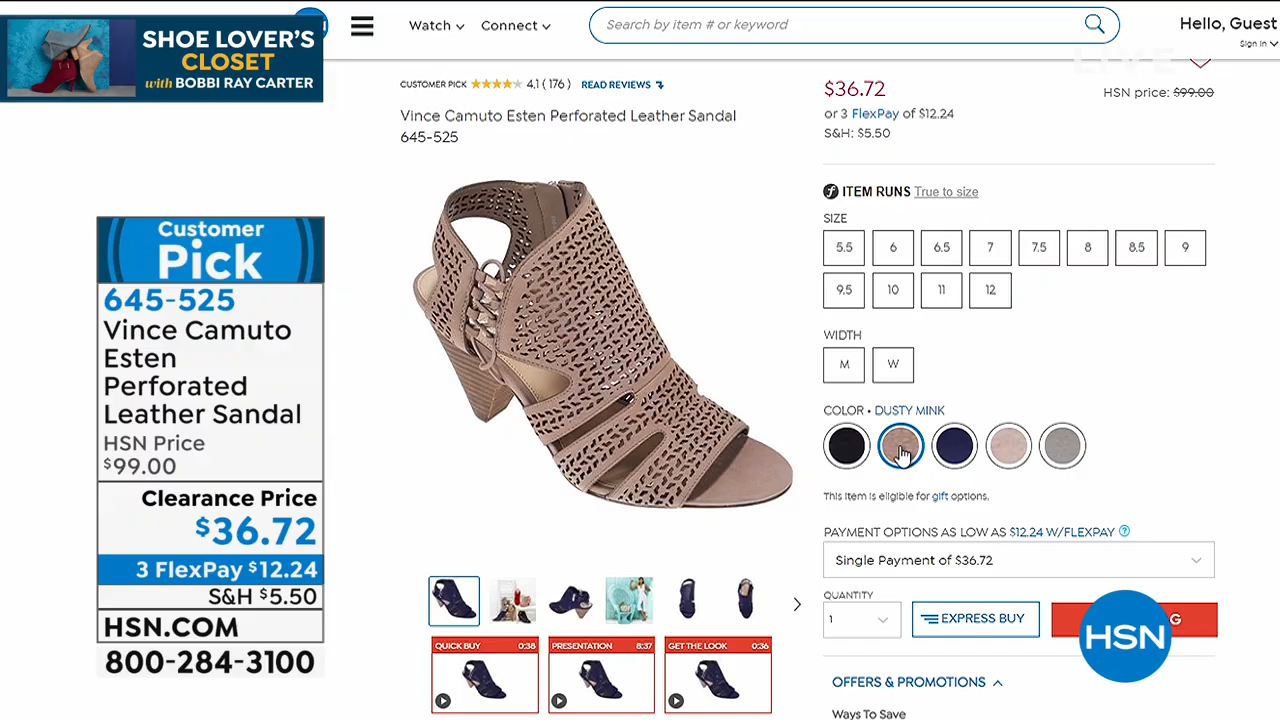 SHOE LOVER'S
CLOSET
with BOBBI RAY CARTER
Watch
Connect
Search by item # or keyword
Hello, Guest
Sign In
LIVE
CUSTOMER PICK 4.1 ( 176 ) READ REVIEWS
Vince Camuto Esten Perforated Leather Sandal
645-525
$36.72
HSN price: $99.00
or 3 FlexPay of $12.24
S&H: $5.50
ITEM RUNS True to size
SIZE
5.5 6 6.5 7 7.5 8 8.5 9
9.5 10 11 12
WIDTH
M W
COLOR • DUSTY MINK
This item is eligible for gift options.
PAYMENT OPTIONS AS LOW AS $12.24 W/FLEXPAY ?
Single Payment of $36.72
QUANTITY
1
EXPRESS BUY
G
HSN
OFFERS & PROMOTIONS
Ways To Save
Customer
Pick
645-525
Vince Camuto
Esten
Perforated
Leather Sandal
HSN Price
$99.00
Clearance Price
$36.72
3 FlexPay $12.24
S&H $5.50
HSN.COM
800-284-3100
QUICK BUY 0:38
PRESENTATION 8:37
GET THE LOOK 0:36